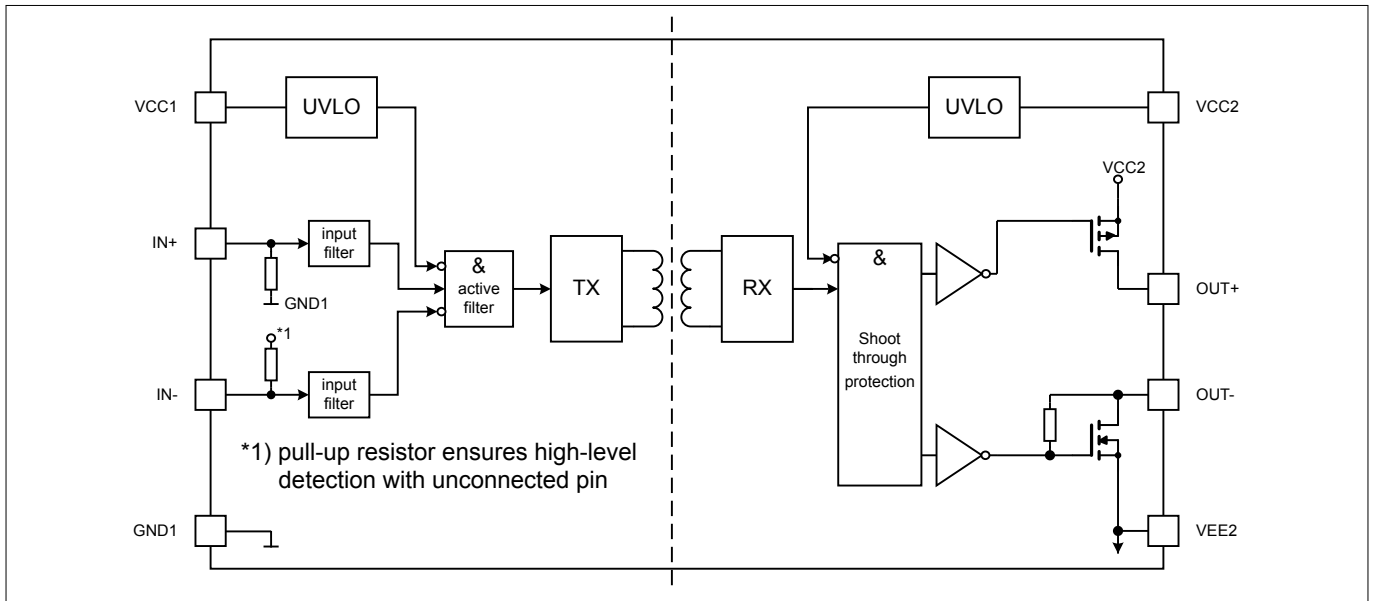 VCC1
UVLO
UVLO
VCC2
VCC2
IN+
input
filter
GND1
&
active
filter
TX
RX
&
Shoot
through
protection
OUT+
*1
IN-
input
filter
OUT-
*1) pull-up resistor ensures high-level
detection with unconnected pin
GND1
VEE2